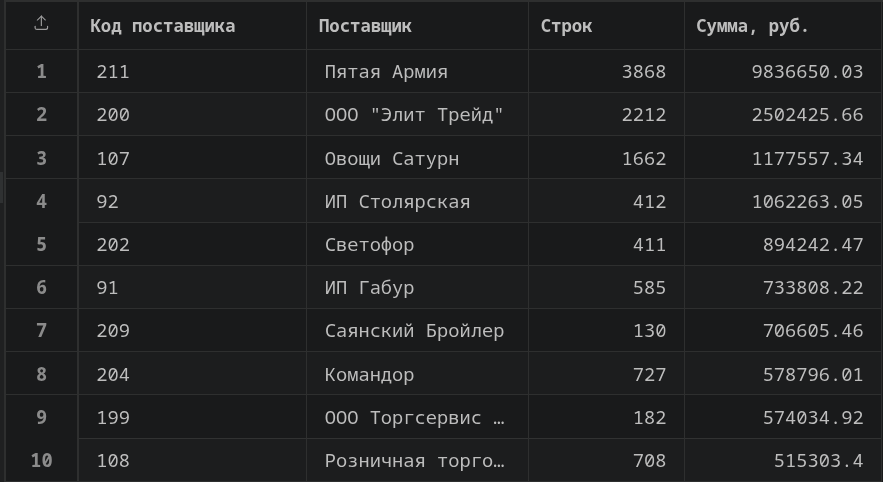 Код поставщика Поставщик Строк Сумма, руб.
1 211 Пятая Армия 3868 9836650.03
2 200 ООО "Элит Трейд" 2212 2502425.66
3 107 Овощи Сатурн 1662 1177557.34
4 92 ИП Столярская 412 1062263.05
5 202 Светофор 411 894242.47
6 91 ИП Габур 585 733808.22
7 209 Саянский Бройлер 130 706605.46
8 204 Командор 727 578796.01
9 199 ООО Торгсервис … 182 574034.92
10 108 Розничная торго… 708 515303.4